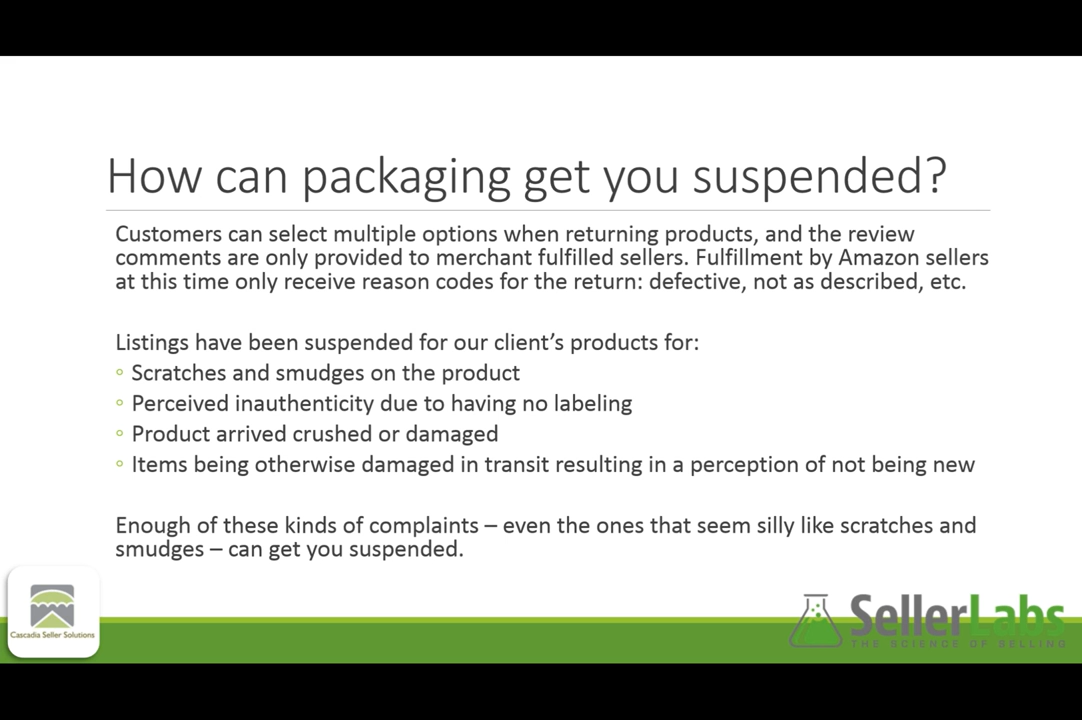 How can packaging get you suspended?
Customers can select multiple options when returning products, and the review
comments are only provided to merchant fulfilled sellers. Fulfillment by Amazon sellers
at this time only receive reason codes for the return: defective, not as described, etc.
Listings have been suspended for our client’s products for:
◦ Scratches and smudges on the product
◦ Perceived inauthenticity due to having no labeling
◦ Product arrived crushed or damaged
◦ Items being otherwise damaged in transit resulting in a perception of not being new
Enough of these kinds of complaints – even the ones that seem silly like scratches and
smudges – can get you suspended.
Cascadia Seller Solutions
SellerLabs
THE SCIENCE OF SELLING